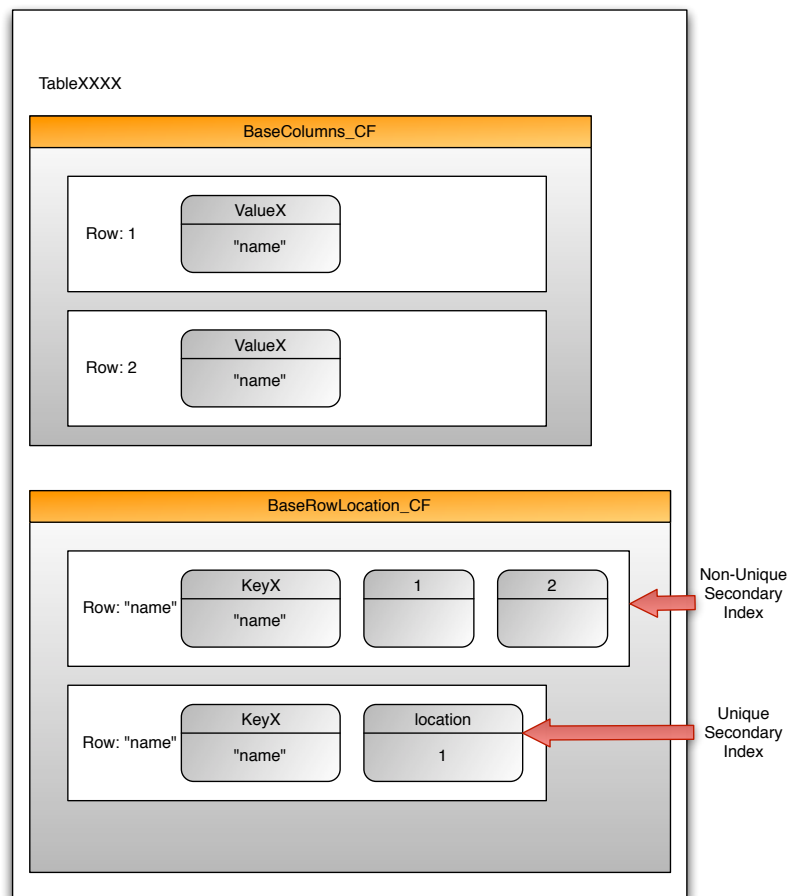 TableXXXX
BaseColumns_CF
Row: 1
ValueX
"name"
Row: 2
ValueX
"name"
BaseRowLocation_CF
Row: "name"
KeyX
"name"
1
2
Non-Unique
Secondary
Index
Row: "name"
KeyX
"name"
location
1
Unique
Secondary
Index